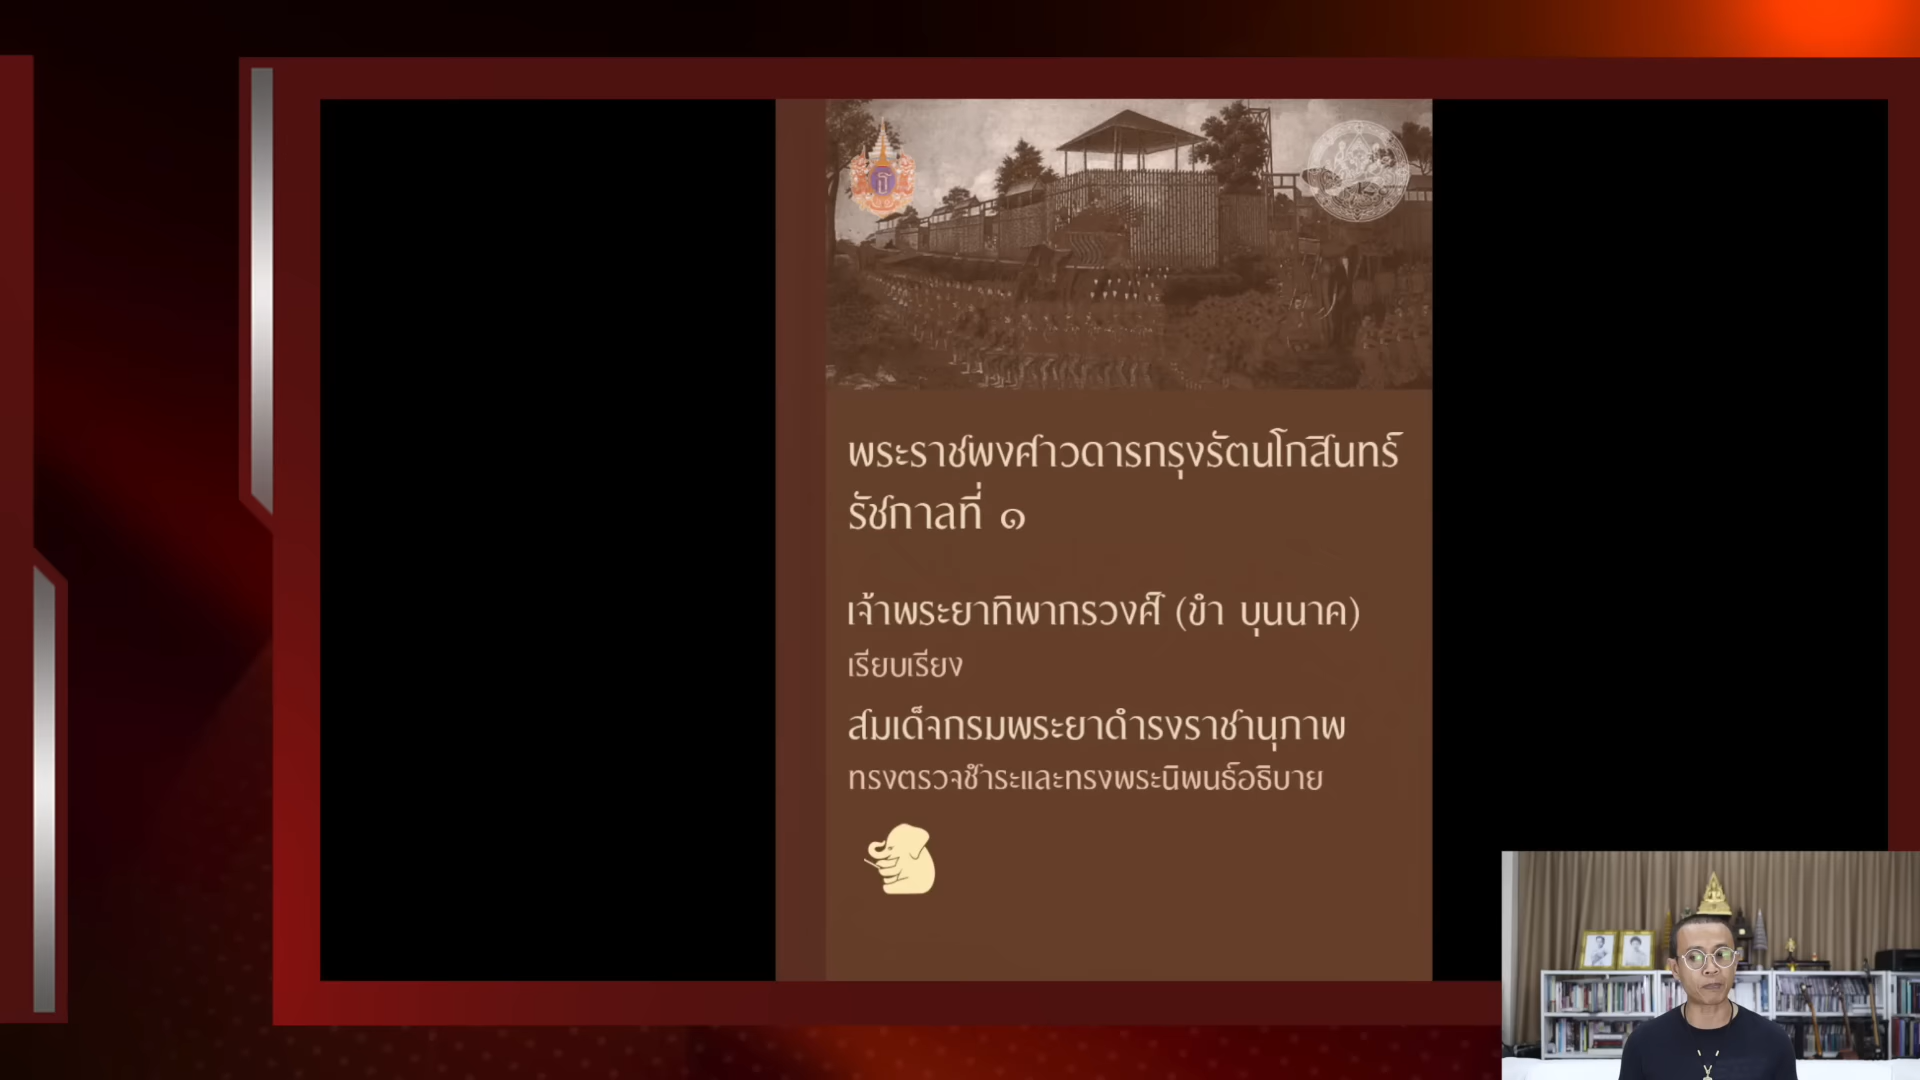 พระราชพงศาวดารกรุงรัตนโกสินทร์
รัชกาลที่ ๑
เจ้าพระยาทิพากรวงศ์ (ขำ บุนนาค)
เรียบเรียง
สมเด็จกรมพระยาดำรงราชานุภาพ
ทรงตรวจชำระและทรงพระนิพนธ์อธิบาย